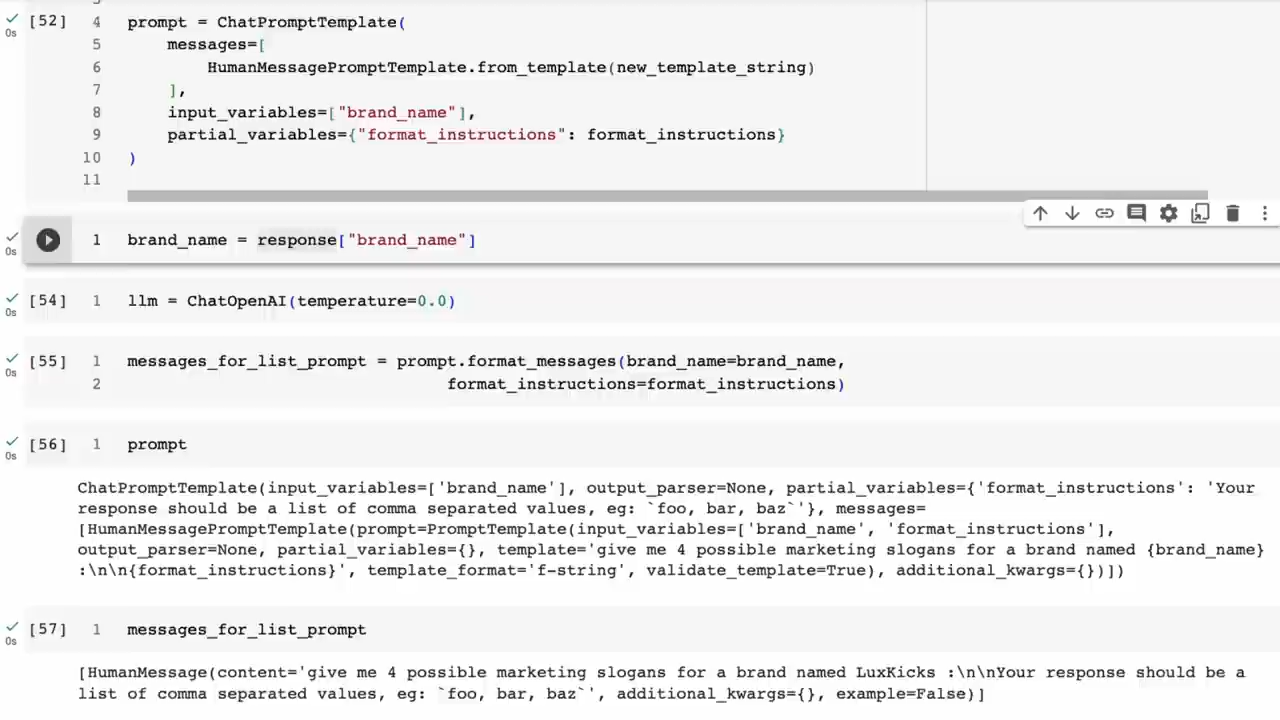 [52] 4 prompt = ChatPromptTemplate(
0s 5 messages=[
6 HumanMessagePromptTemplate.from_template(new_template_string)
7 ],
8 input_variables=["brand_name"],
9 partial_variables={"format_instructions": format_instructions}
10 )
11
0s 1 brand_name = response["brand_name"]
[54] 1 llm = ChatOpenAI(temperature=0.0)
0s
[55] 1 messages_for_list_prompt = prompt.format_messages(brand_name=brand_name,
0s 2 format_instructions=format_instructions)
[56] 1 prompt
0s
ChatPromptTemplate(input_variables=['brand_name'], output_parser=None, partial_variables={'format_instructions': 'Your
response should be a list of comma separated values, eg: `foo, bar, baz`'}, messages=
[HumanMessagePromptTemplate(prompt=PromptTemplate(input_variables=['brand_name', 'format_instructions'],
output_parser=None, partial_variables={}, template='give me 4 possible marketing slogans for a brand named {brand_name}
:\n\n{format_instructions}', template_format='f-string', validate_template=True), additional_kwargs={})])
[57] 1 messages_for_list_prompt
0s
[HumanMessage(content='give me 4 possible marketing slogans for a brand named LuxKicks :\n\nYour response should be a
list of comma separated values, eg: `foo, bar, baz`', additional_kwargs={}, example=False)]